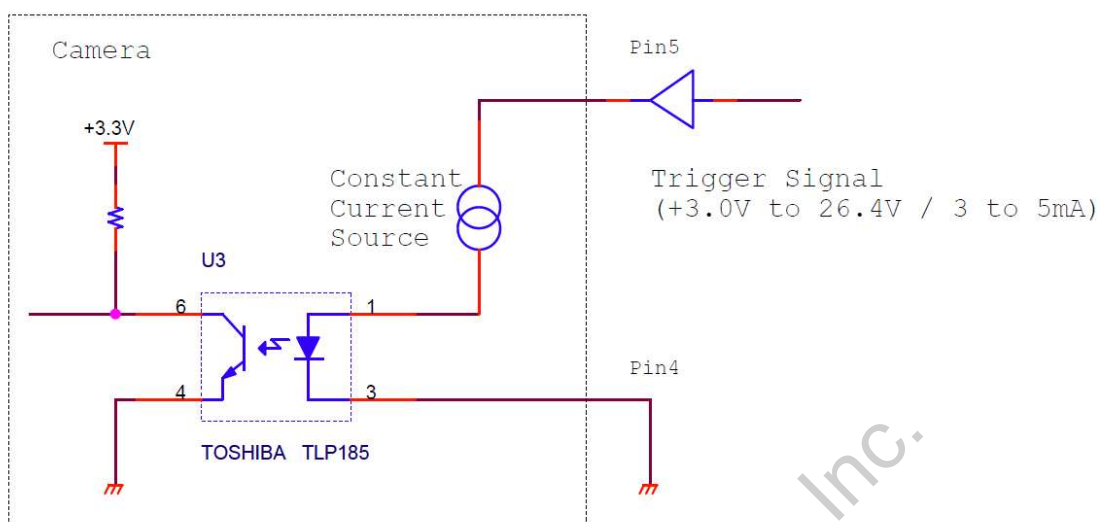 Camera
Pin5
+3.3V
Constant
Current
Source
Trigger Signal
(+3.0V to 26.4V / 3 to 5mA)
U3
6
1
Pin4
4
3
TOSHIBA TLP185
Inc.